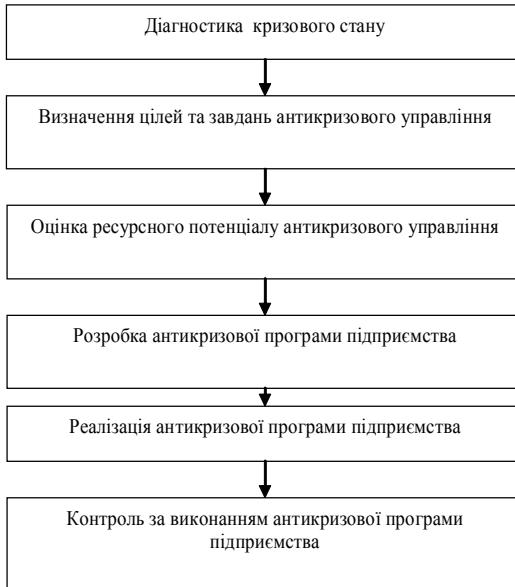 Діагностика кризового стану
Визначення цілей та завдань антикризового управління
Оцінка ресурсного потенціалу антикризового управління
Розробка антикризової програми підприємства
Реалізація антикризової програми підприємства
Контроль за виконанням антикризової програми
підприємства